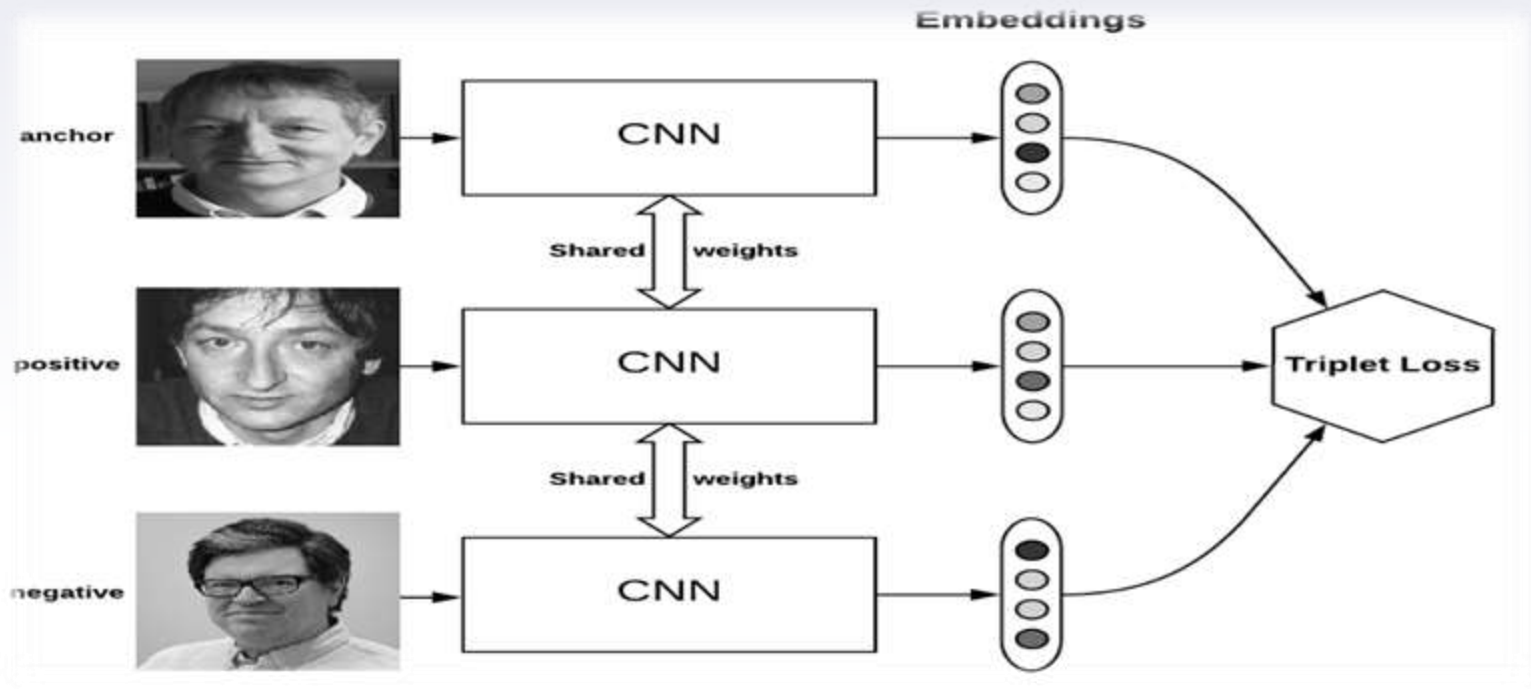 Embeddings
anchor
CNN
Shared weights
positive
CNN
Triplet Loss
Shared weights
negative
CNN